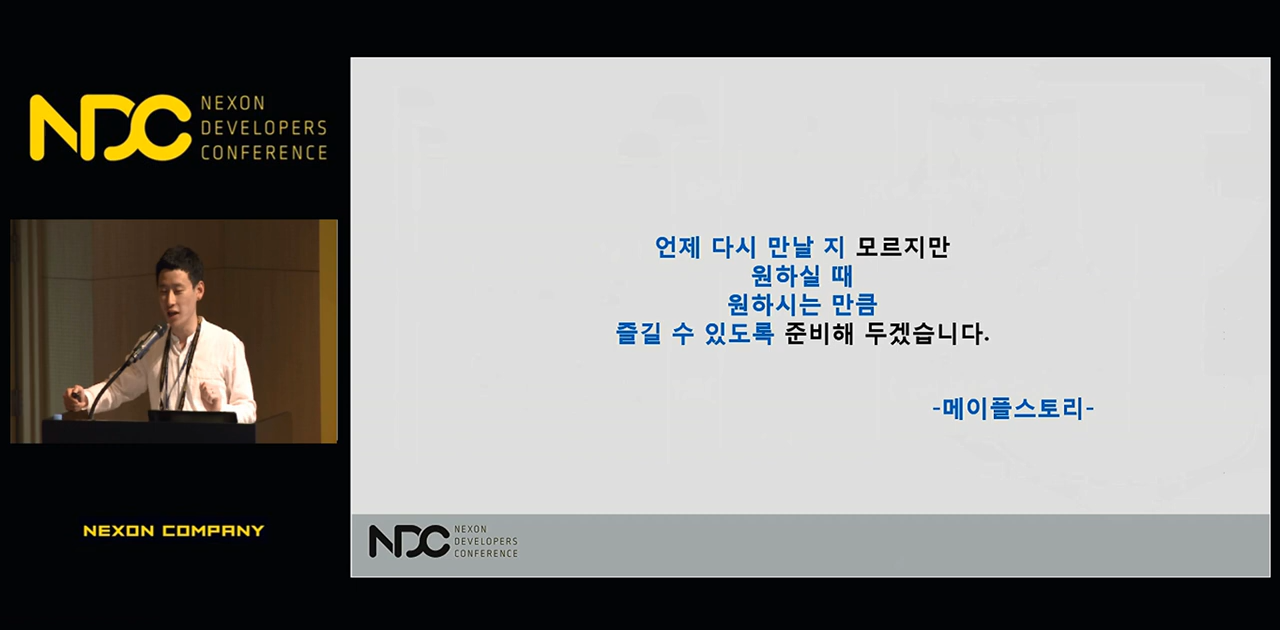 NDC
NEXON
DEVELOPERS
CONFERENCE
언제 다시 만날 지 모르지만
원하실 때
원하시는 만큼
즐길 수 있도록 준비해 두겠습니다.
-메이플스토리-
NEXON COMPANY
NDC
NEXON
DEVELOPERS
CONFERENCE